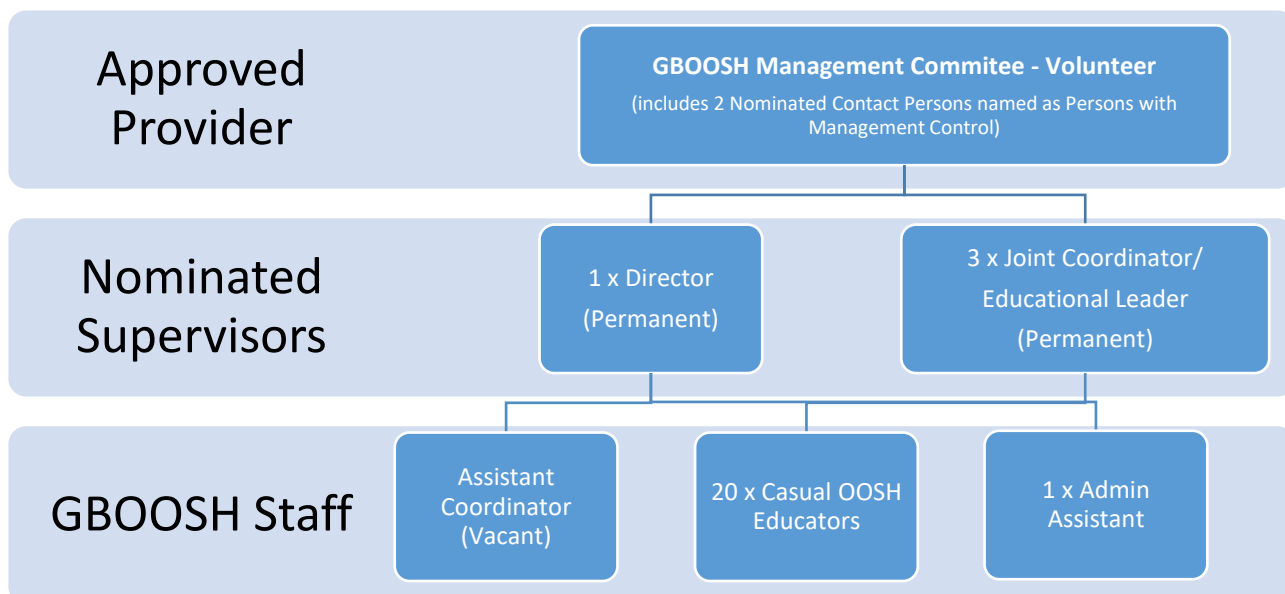 Approved
Provider
GBOOSH Management Commitee - Volunteer
(includes 2 Nominated Contact Persons named as Persons with
Management Control)
Nominated
Supervisors
1 x Director
(Permanent)
3 x Joint Coordinator/
Educational Leader
(Permanent)
GBOOSH Staff
Assistant
Coordinator
(Vacant)
20 x Casual OOSH
Educators
1 x Admin
Assistant